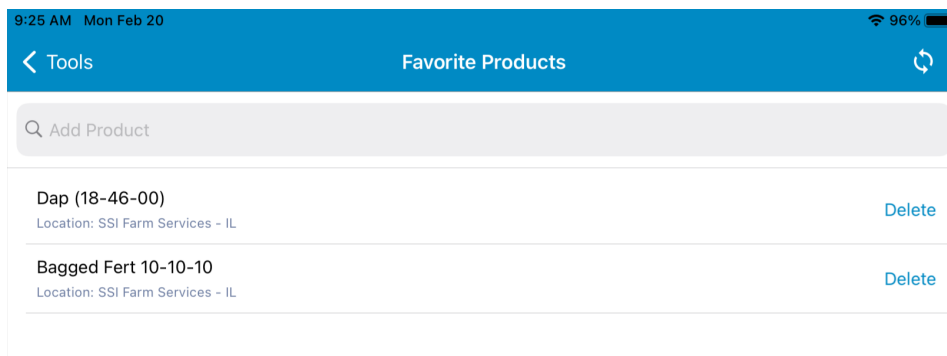 9:25 AM Mon Feb 20 96%
Tools Favorite Products
Add Product
Dap (18-46-00)
Location: SSI Farm Services - IL
Delete
Bagged Fert 10-10-10
Location: SSI Farm Services - IL
Delete